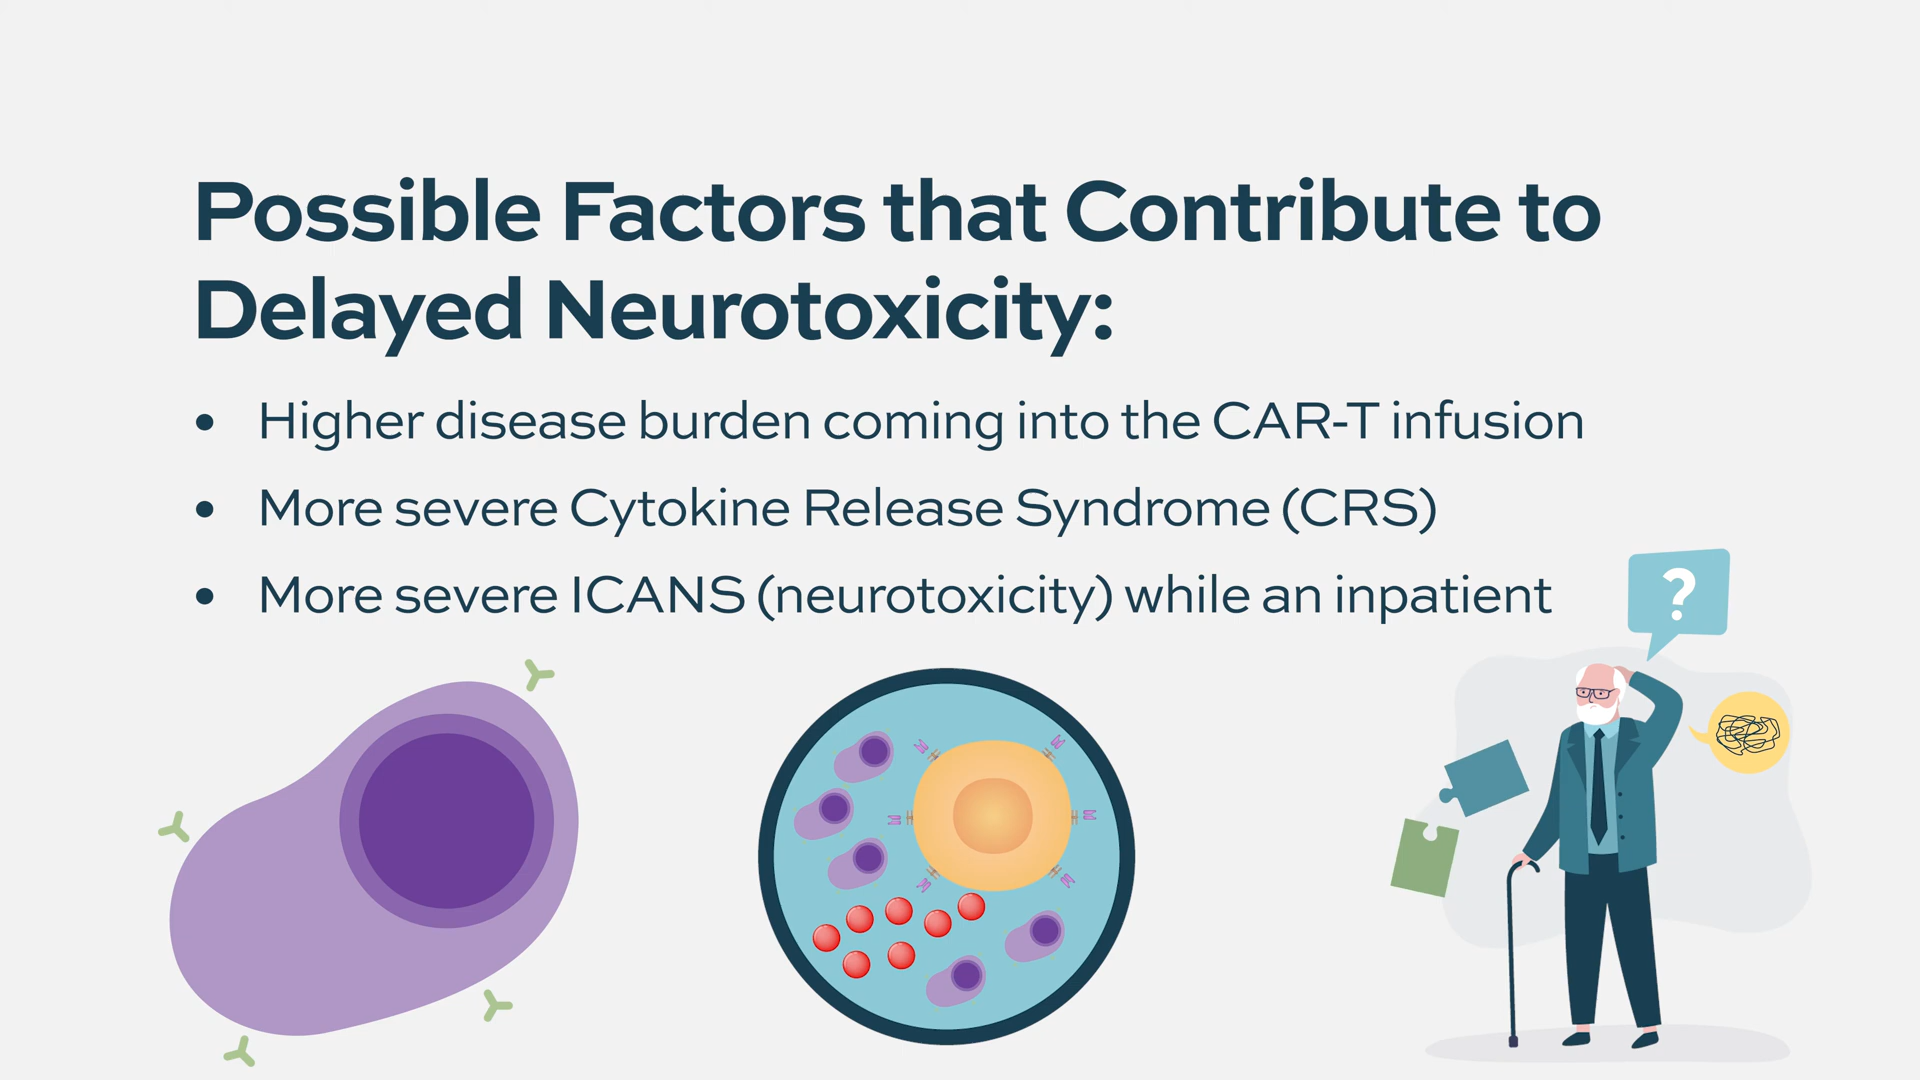 Possible Factors that Contribute to
Delayed Neurotoxicity:
• Higher disease burden coming into the CAR-T infusion
• More severe Cytokine Release Syndrome (CRS)
• More severe ICANS (neurotoxicity) while an inpatient
?